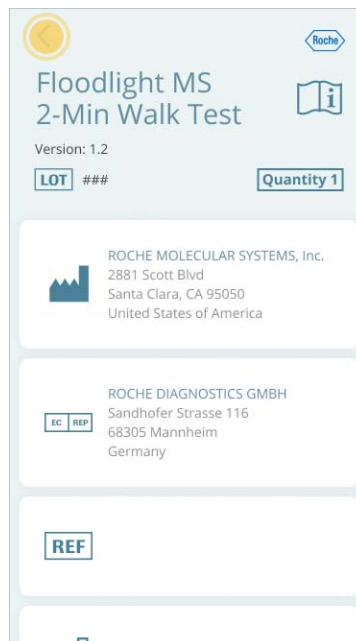 Roche
Floodlight MS
2-Min Walk Test
i
Version: 1.2
LOT ###
Quantity 1
ROCHE MOLECULAR SYSTEMS, Inc.
2881 Scott Blvd
Santa Clara, CA 95050
United States of America
ROCHE DIAGNOSTICS GMBH
EC REP
Sandhofer Strasse 116
68305 Mannheim
Germany
REF